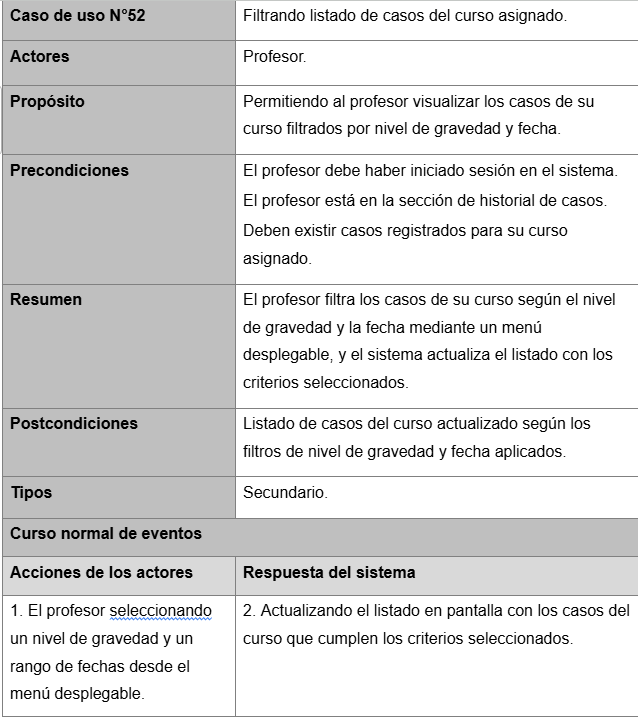 Caso de uso N°52
Filtrando listado de casos del curso asignado.
Actores
Profesor.
Propósito
Permitiendo al profesor visualizar los casos de su
curso filtrados por nivel de gravedad y fecha.
Precondiciones
El profesor debe haber iniciado sesión en el sistema.
El profesor está en la sección de historial de casos.
Deben existir casos registrados para su curso
asignado.
Resumen
El profesor filtra los casos de su curso según el nivel
de gravedad y la fecha mediante un menú
desplegable, y el sistema actualiza el listado con los
criterios seleccionados.
Postcondiciones
Listado de casos del curso actualizado según los
filtros de nivel de gravedad y fecha aplicados.
Tipos
Secundario.
Curso normal de eventos
Acciones de los actores
Respuesta del sistema
1. El profesor seleccionando
un nivel de gravedad y un
rango de fechas desde el
menú desplegable.
2. Actualizando el listado en pantalla con los casos del
curso que cumplen los criterios seleccionados.